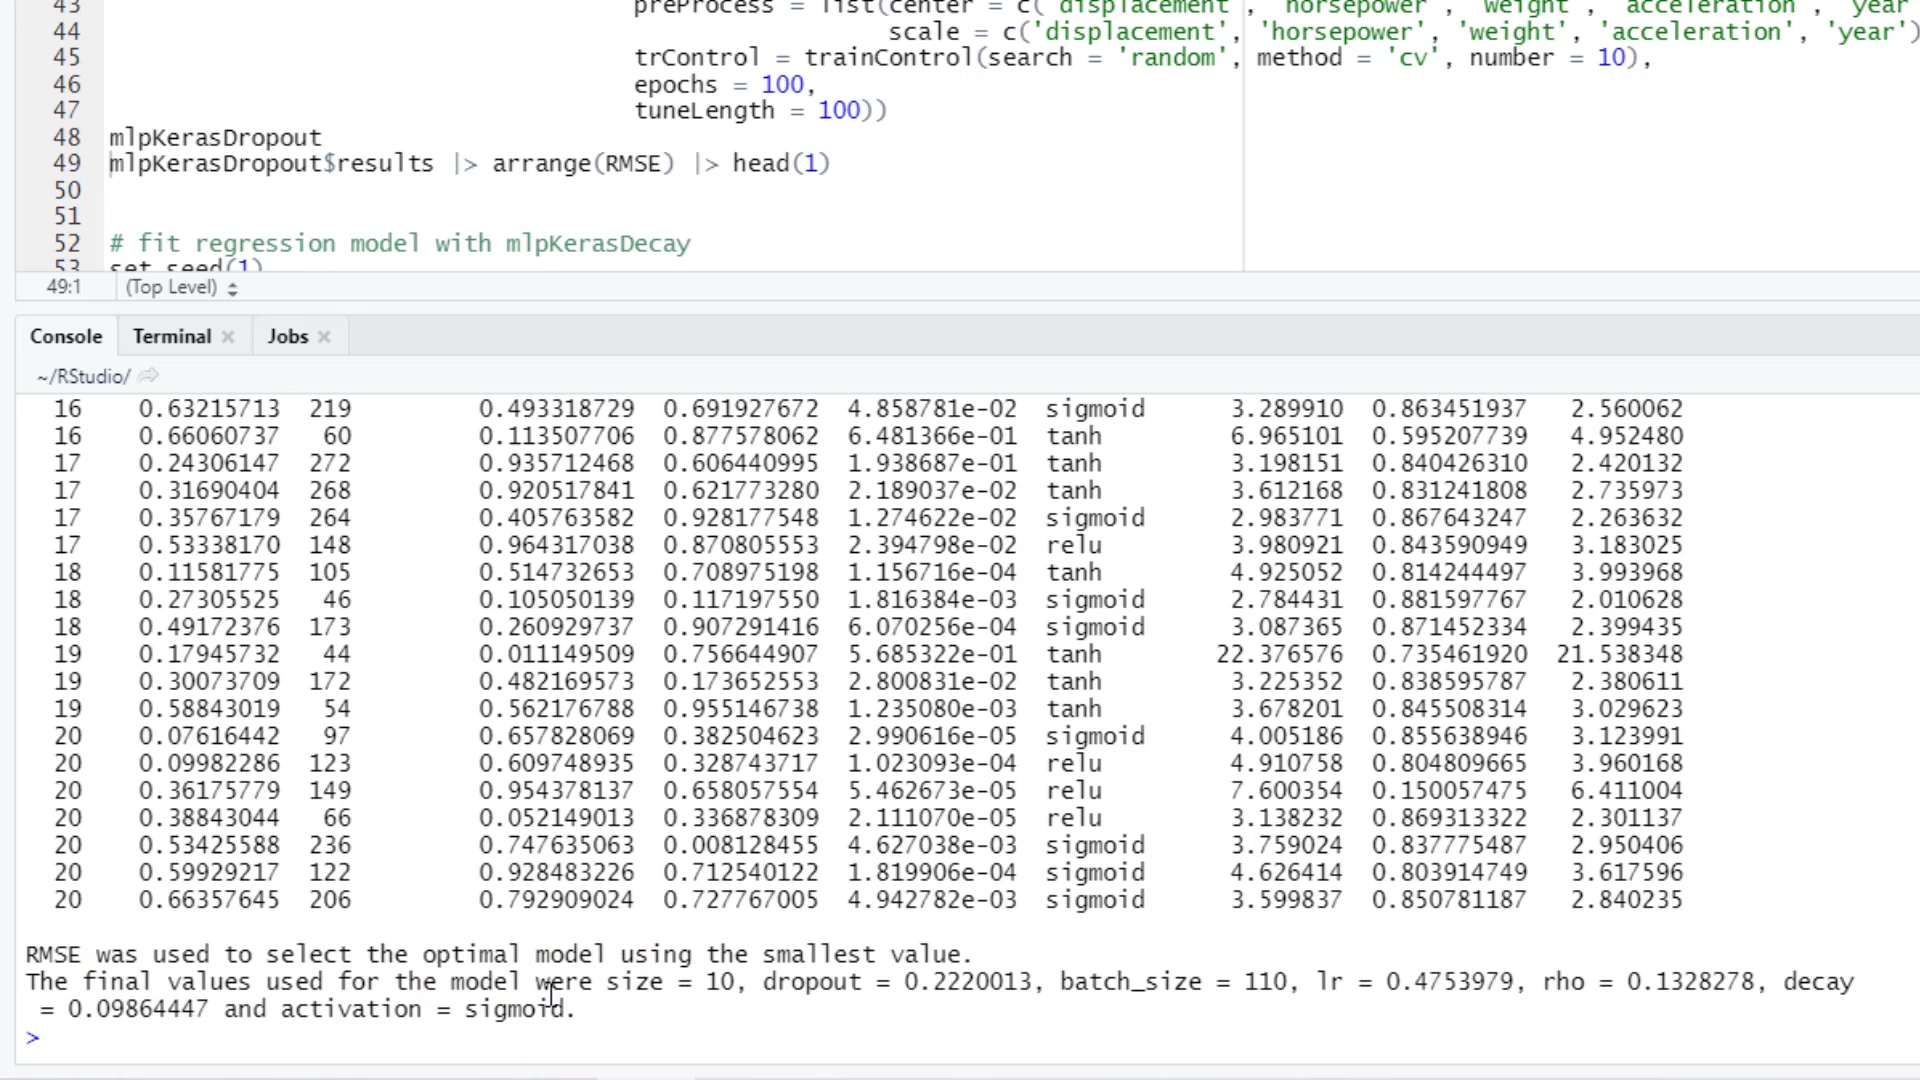 43 preProcess = list(center = c('displacement', 'horsepower', 'weight', 'acceleration', 'year
44 scale = c('displacement', 'horsepower', 'weight', 'acceleration', 'year')
45 trControl = trainControl(search = 'random', method = 'cv', number = 10),
46 epochs = 100,
47 tuneLength = 100))
48 mlpKerasDropout
49 mlpKerasDropout$results |> arrange(RMSE) |> head(1)
50
51
52 # fit regression model with mlpKerasDecay
53 set.seed(1)
49:1 (Top Level)
Console Terminal Jobs
~/RStudio/
16 0.63215713 219 0.493318729 0.691927672 4.858781e-02 sigmoid 3.289910 0.863451937 2.560062
16 0.66060737 60 0.113507706 0.877578062 6.481366e-01 tanh 6.965101 0.595207739 4.952480
17 0.24306147 272 0.935712468 0.606440995 1.938687e-01 tanh 3.198151 0.840426310 2.420132
17 0.31690404 268 0.920517841 0.621773280 2.189037e-02 tanh 3.612168 0.831241808 2.735973
17 0.35767179 264 0.405763582 0.928177548 1.274622e-02 sigmoid 2.983771 0.867643247 2.263632
17 0.53338170 148 0.964317038 0.870805553 2.394798e-02 relu 3.980921 0.843590949 3.183025
18 0.11581775 105 0.514732653 0.708975198 1.156716e-04 tanh 4.925052 0.814244497 3.993968
18 0.27305525 46 0.105050139 0.117197550 1.816384e-03 sigmoid 2.784431 0.881597767 2.010628
18 0.49172376 173 0.260929737 0.907291416 6.070256e-04 sigmoid 3.087365 0.871452334 2.399435
19 0.17945732 44 0.011149509 0.756644907 5.685322e-01 tanh 22.376576 0.735461920 21.538348
19 0.30073709 172 0.482169573 0.173652553 2.800831e-02 tanh 3.225352 0.838595787 2.380611
19 0.58843019 54 0.562176788 0.955146738 1.235080e-03 tanh 3.678201 0.845508314 3.029623
20 0.07616442 97 0.657828069 0.382504623 2.990616e-05 sigmoid 4.005186 0.855638946 3.123991
20 0.09982286 123 0.609748935 0.328743717 1.023093e-04 relu 4.910758 0.804809665 3.960168
20 0.36175779 149 0.954378137 0.658057554 5.462673e-05 relu 7.600354 0.150057475 6.411004
20 0.38843044 66 0.052149013 0.336878309 2.111070e-05 relu 3.138232 0.869313322 2.301137
20 0.53425588 236 0.747635063 0.008128455 4.627038e-03 sigmoid 3.759024 0.837775487 2.950406
20 0.59929217 122 0.928483226 0.712540122 1.819906e-04 sigmoid 4.626414 0.803914749 3.617596
20 0.66357645 206 0.792909024 0.727767005 4.942782e-03 sigmoid 3.599837 0.850781187 2.840235
RMSE was used to select the optimal model using the smallest value.
The final values used for the model were size = 10, dropout = 0.2220013, batch_size = 110, lr = 0.4753979, rho = 0.1328278, decay
= 0.09864447 and activation = sigmoid.
>